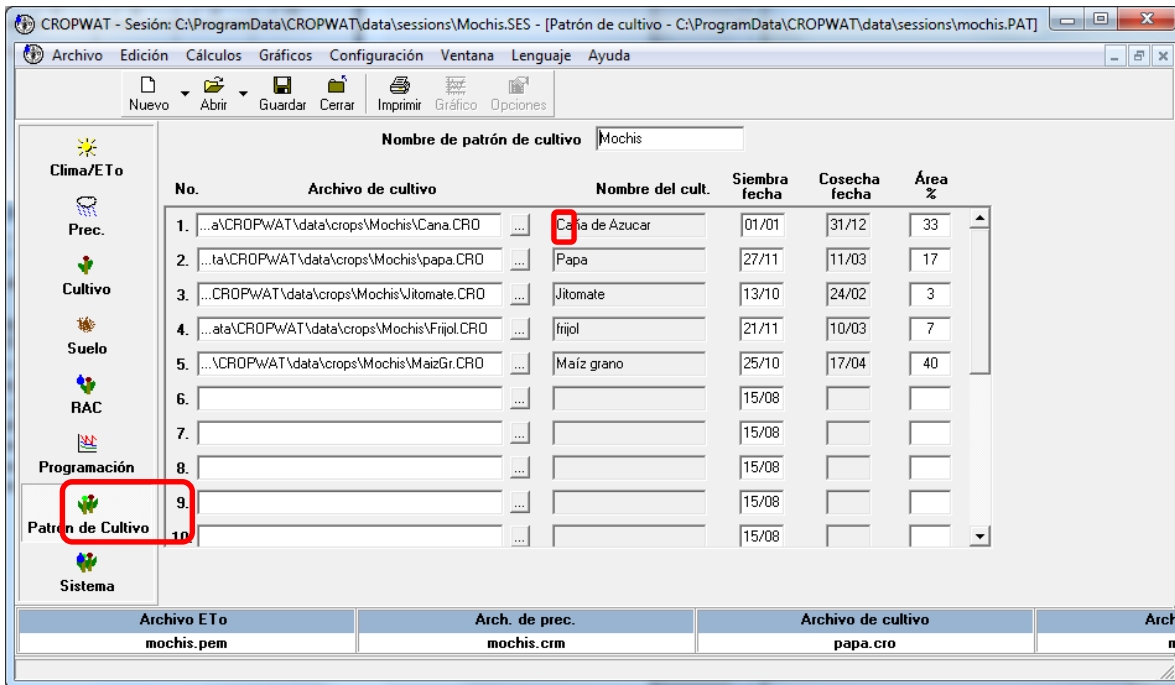 CROPWAT - Sesión: C:\ProgramData\CROPWAT\data\sessions\Mochis.SES - [Patrón de cultivo - C:\ProgramData\CROPWAT\data\sessions\mochis.PAT]
Archivo Edición Cálculos Gráficos Configuración Ventana Lenguaje Ayuda
Nuevo Abrir Guardar Cerrar Imprimir Gráfico Opciones
Nombre de patrón de cultivo Mochis
Clima/ETo
Prec.
Cultivo
Suelo
RAC
Programación
Patrón de Cultivo
Sistema
No. Archivo de cultivo Nombre del cult. Siembra fecha Cosecha fecha Área %
1. ...a\CROPWAT\data\crops\Mochis\Cana.CRO ... Caña de Azucar 01/01 31/12 33
2. ...ta\CROPWAT\data\crops\Mochis\papa.CRO ... Papa 27/11 11/03 17
3. ...CROPWAT\data\crops\Mochis\Jitomate.CRO ... Jitomate 13/10 24/02 3
4. ...ata\CROPWAT\data\crops\Mochis\Frijol.CRO ... frijol 21/11 10/03 7
5. ...\CROPWAT\data\crops\Mochis\MaizGr.CRO ... Maíz grano 25/10 17/04 40
6. ... 15/08
7. ... 15/08
8. ... 15/08
9. ... 15/08
10. ... 15/08
Archivo ETo Arch. de prec. Archivo de cultivo Arch
mochis.pem mochis.crm papa.cro